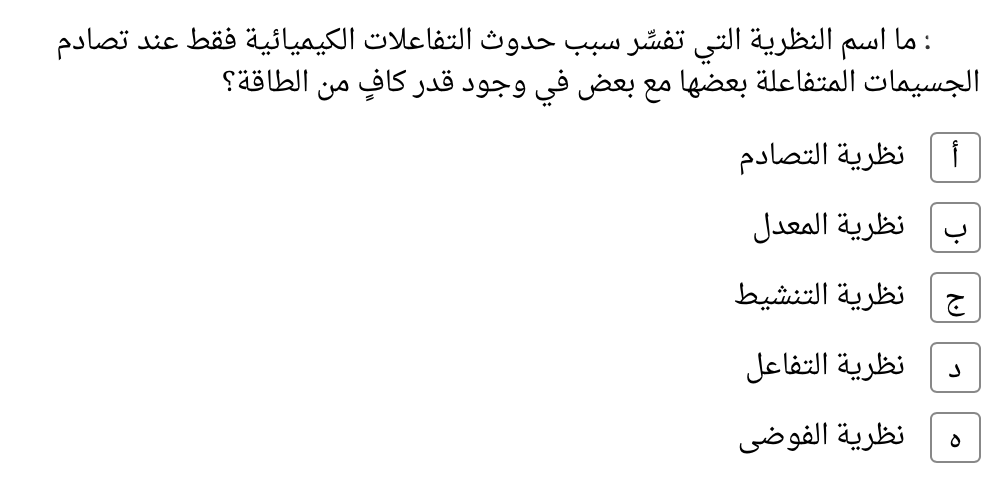 : ما اسم النظرية التي تفسِّر سبب حدوث التفاعلات الكيميائية فقط عند تصادم
الجسيمات المتفاعلة بعضها مع بعض في وجود قدر كافٍ من الطاقة؟
أ نظرية التصادم
ب نظرية المعدل
ج نظرية التنشيط
د نظرية التفاعل
ه نظرية الفوضى